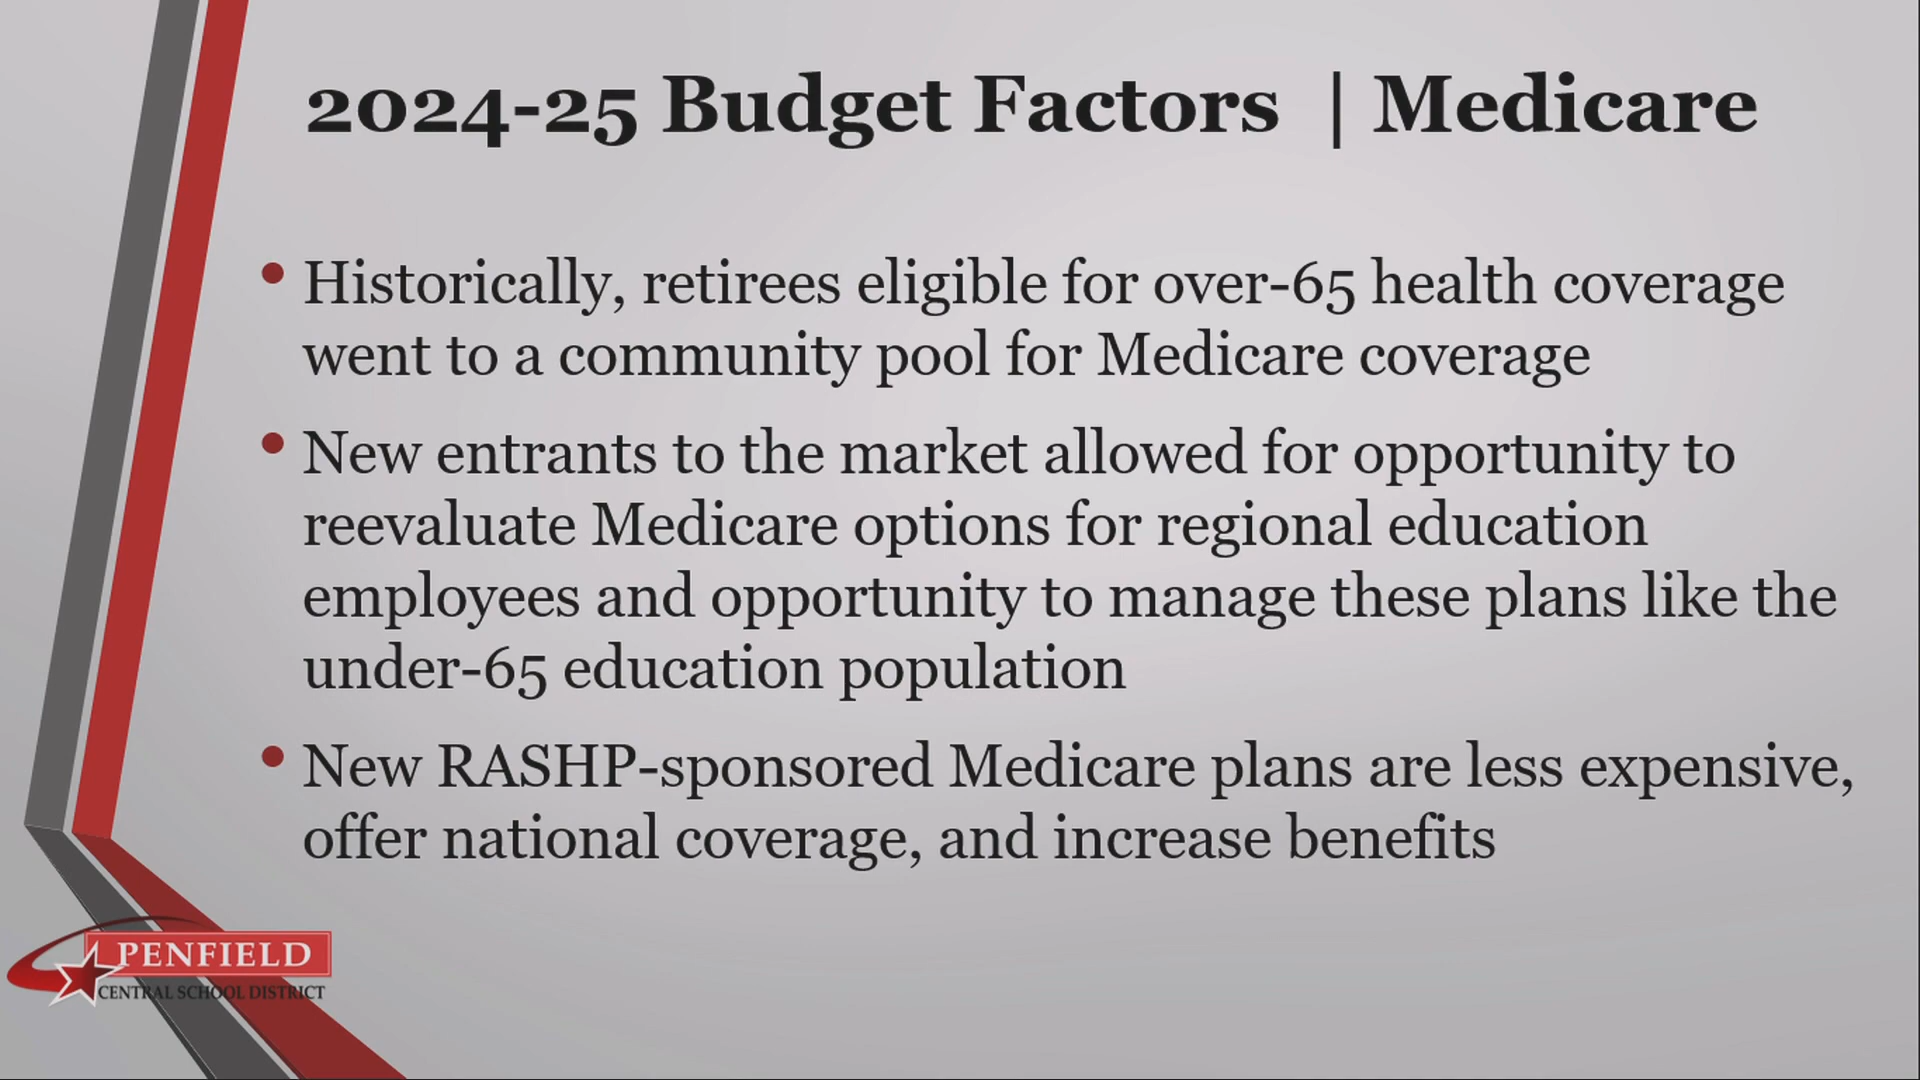 2024-25 Budget Factors | Medicare
• Historically, retirees eligible for over-65 health coverage
went to a community pool for Medicare coverage
• New entrants to the market allowed for opportunity to
reevaluate Medicare options for regional education
employees and opportunity to manage these plans like the
under-65 education population
• New RASHP-sponsored Medicare plans are less expensive,
offer national coverage, and increase benefits
PENFIELD
CENTRAL SCHOOL DISTRICT